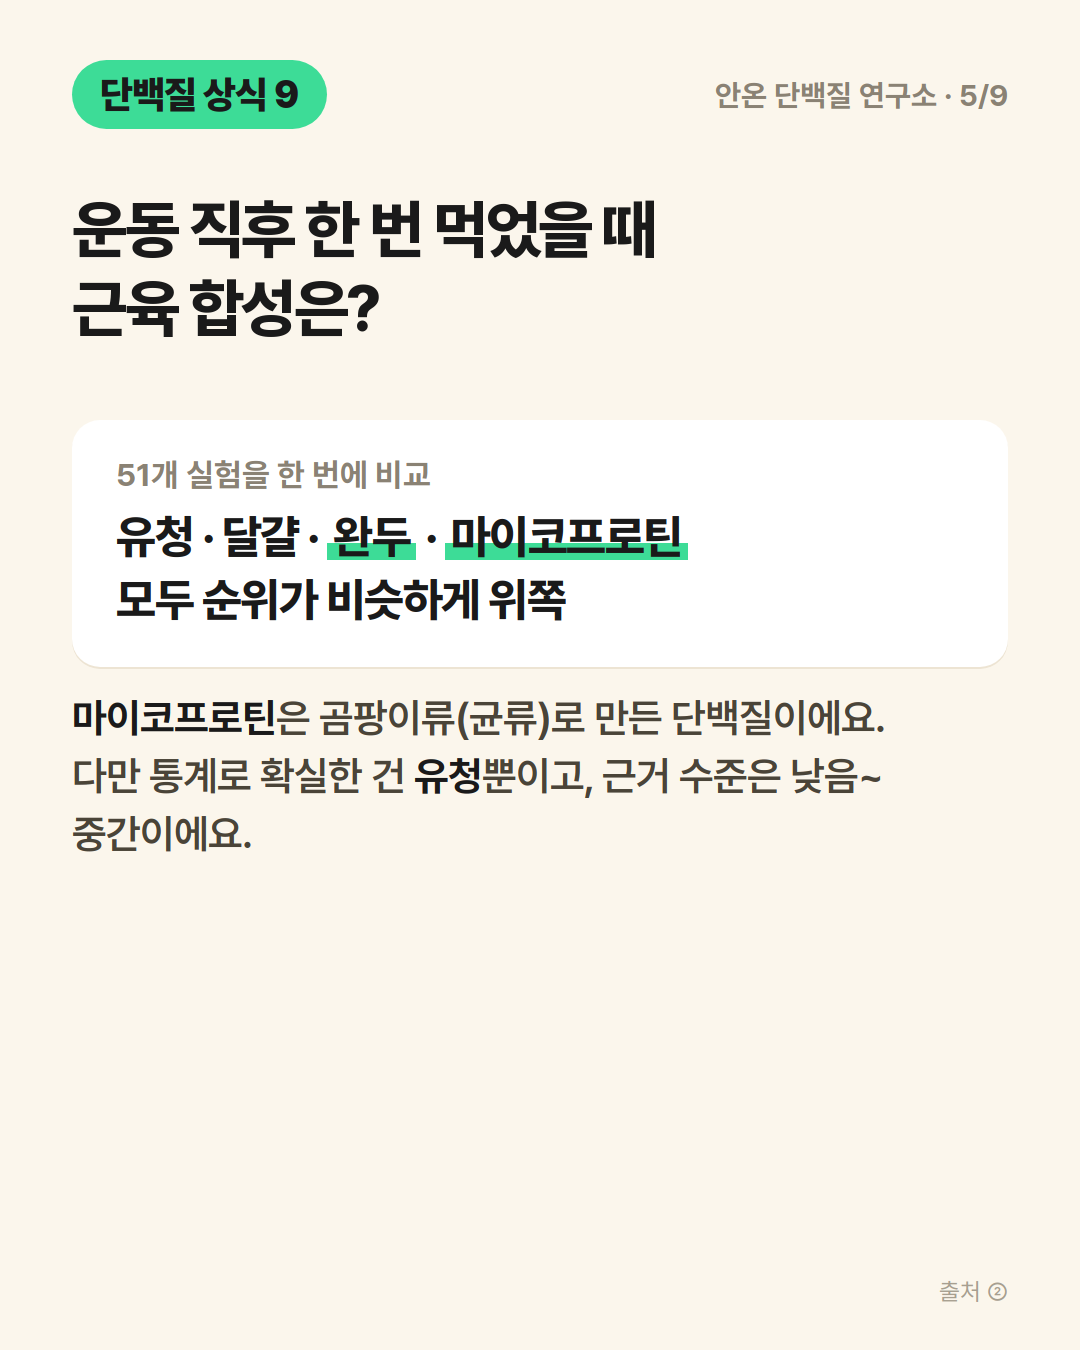 단백질 상식 9
안온 단백질 연구소 · 5/9
운동 직후 한 번 먹었을 때
근육 합성은?
51개 실험을 한 번에 비교
유청 · 달걀 · 완두 · 마이코프로틴
모두 순위가 비슷하게 위쪽
마이코프로틴은 곰팡이류(균류)로 만든 단백질이에요.
다만 통계로 확실한 건 유청뿐이고, 근거 수준은 낮음~
중간이에요.
출처 ②